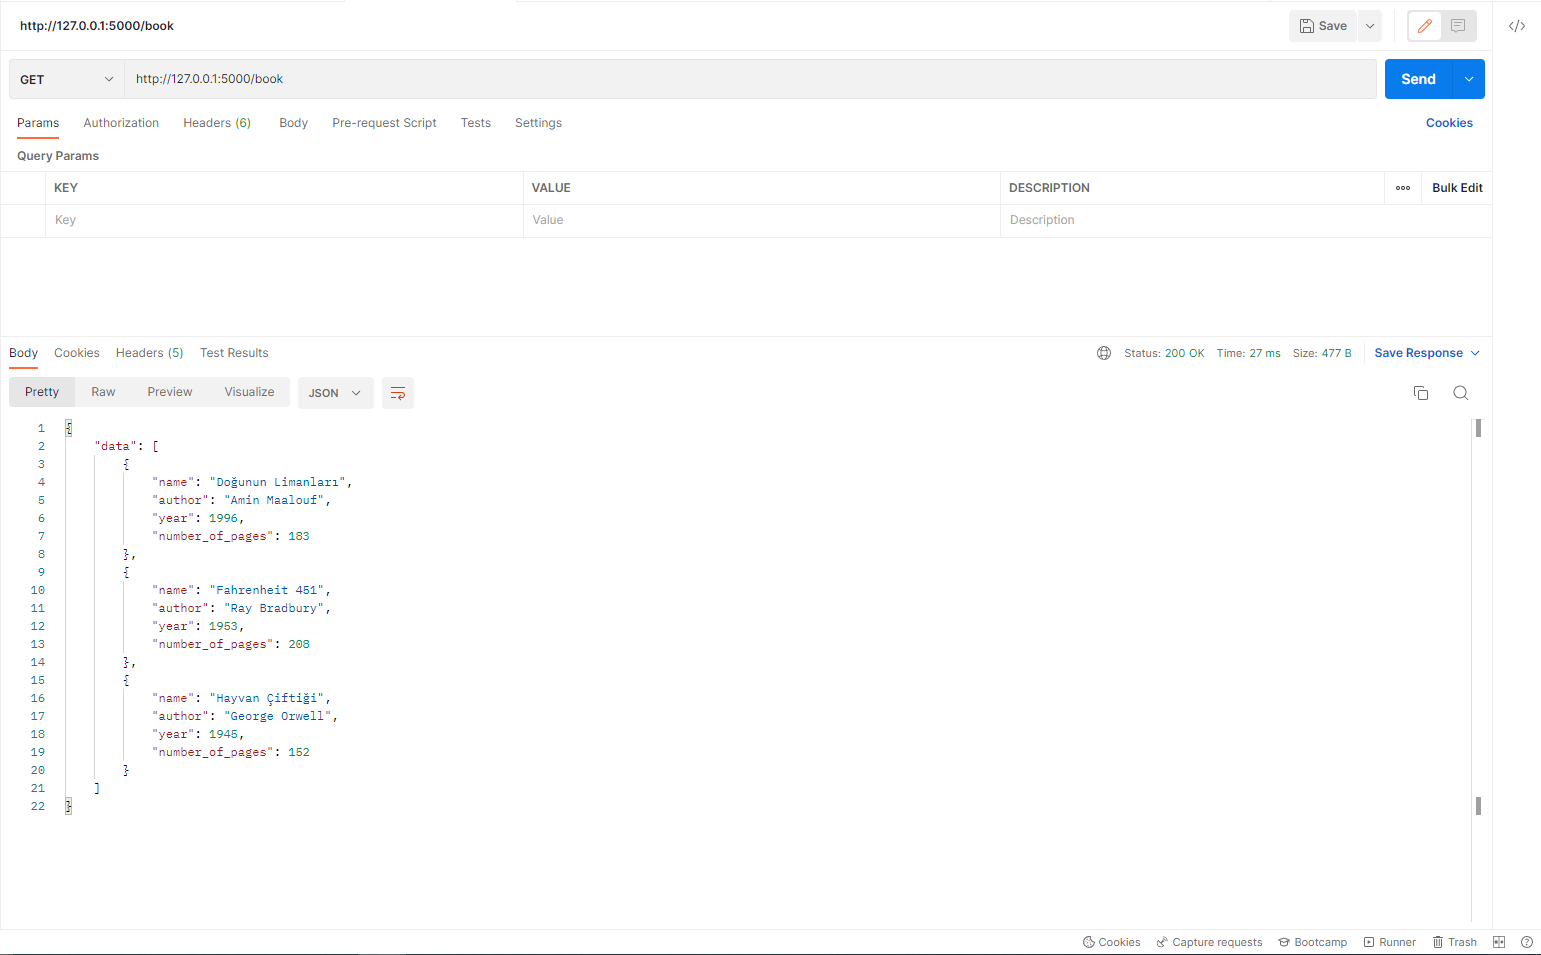 http://127.0.0.1:5000/book
Save
GET
http://127.0.0.1:5000/book
Send
Params Authorization Headers (6) Body Pre-request Script Tests Settings
Cookies
Query Params
KEY VALUE DESCRIPTION ooo Bulk Edit
Key Value Description
Body Cookies Headers (5) Test Results
Status: 200 OK Time: 27 ms Size: 477 B Save Response
Pretty Raw Preview Visualize JSON
1 {
2 "data": [
3 {
4 "name": "Doğunun Limanları",
5 "author": "Amin Maalouf",
6 "year": 1996,
7 "number_of_pages": 183
8 },
9 {
10 "name": "Fahrenheit 451",
11 "author": "Ray Bradbury",
12 "year": 1953,
13 "number_of_pages": 208
14 },
15 {
16 "name": "Hayvan Çiftiği",
17 "author": "George Orwell",
18 "year": 1945,
19 "number_of_pages": 152
20 }
21 ]
22 }
Cookies Capture requests Bootcamp Runner Trash